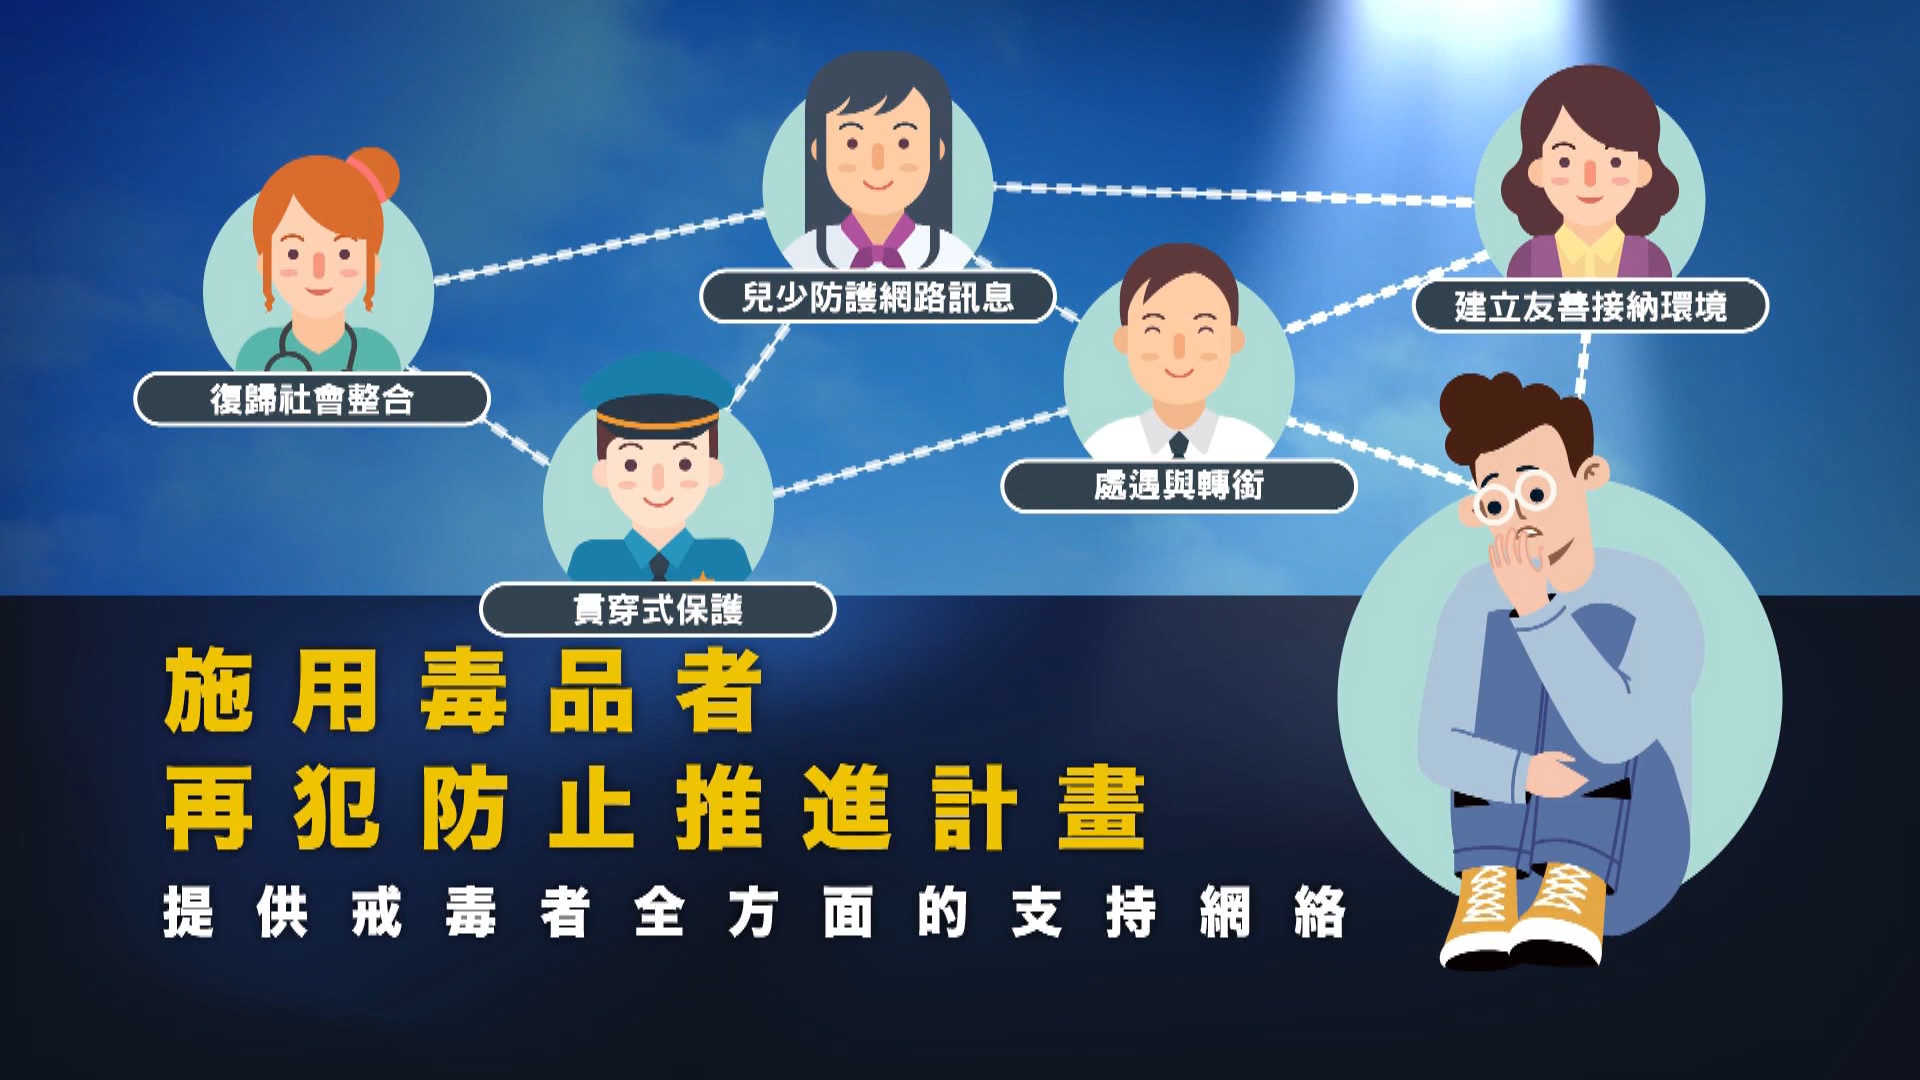 兒少防護網路訊息
建立友善接納環境
復歸社會整合
處遇與轉銜
貫穿式保護
施用毒品者
再犯防止推進計畫
提供戒毒者全方面的支持網絡